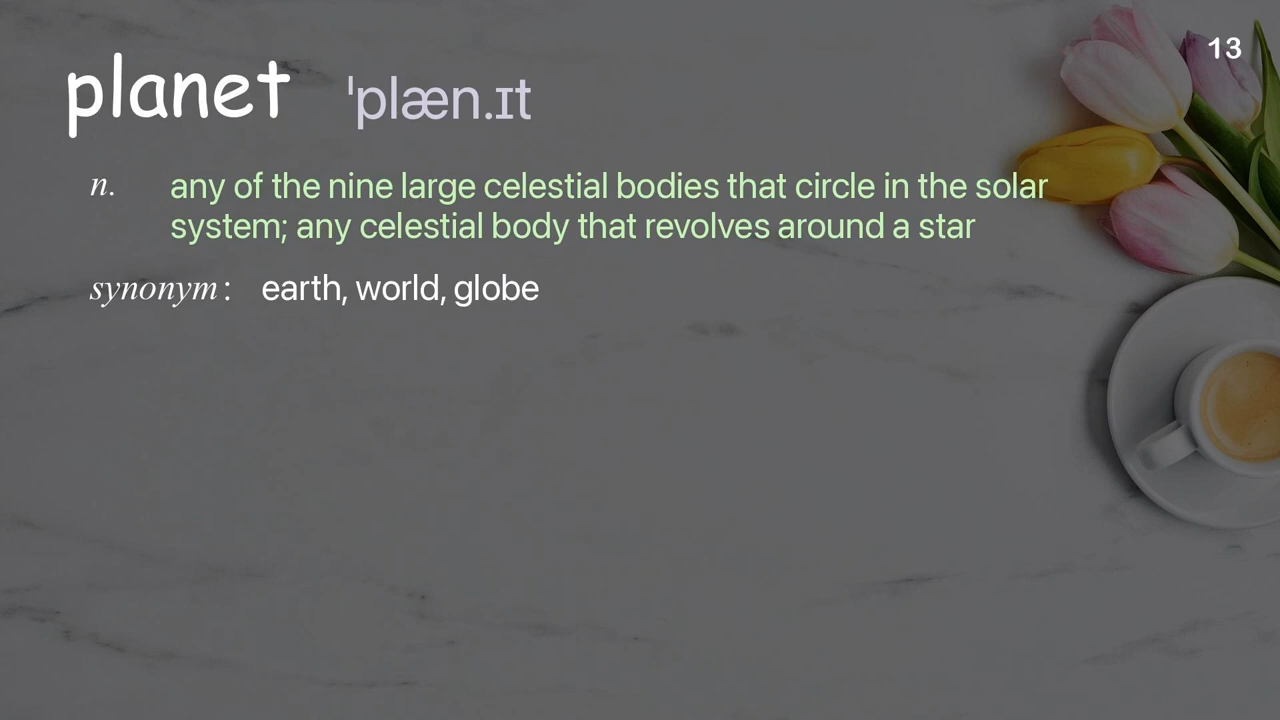 13
planet ˈplæn.ɪt
n. any of the nine large celestial bodies that circle in the solar
system; any celestial body that revolves around a star
synonym: earth, world, globe